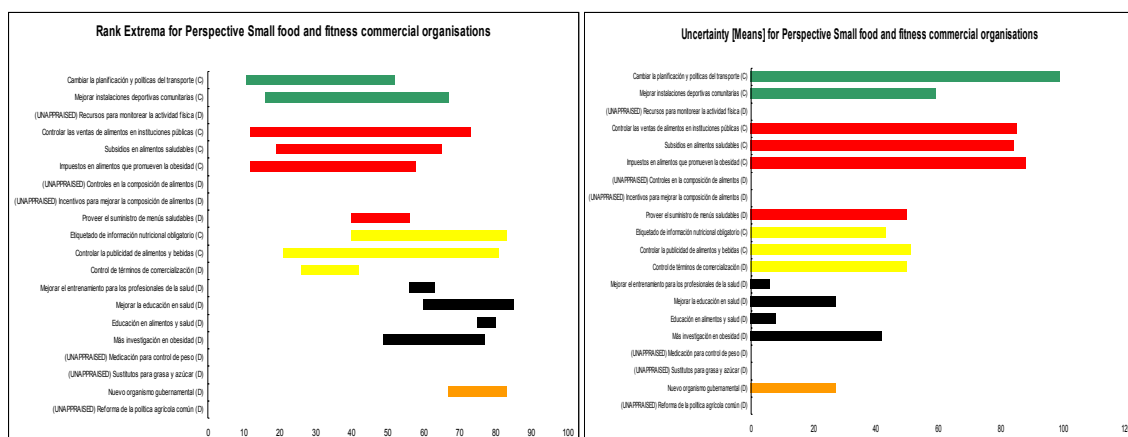 Rank Extrema for Perspective Small food and fitness commercial organisations
Cambiar la planificación y políticas del transporte (C)
Mejorar instalaciones deportivas comunitarias (C)
(UNAPPRAISED) Recursos para monitorear la actividad física (D)
Controlar las ventas de alimentos en instituciones públicas (C)
Subsidios en alimentos saludables (C)
Impuestos en alimentos que promueven la obesidad (C)
(UNAPPRAISED) Controles en la composición de alimentos (D)
(UNAPPRAISED) Incentivos para mejorar la composición de alimentos (D)
Proveer el suministro de menús saludables (D)
Etiquetado de información nutricional obligatorio (C)
Controlar la publicidad de alimentos y bebidas (C)
Control de términos de comercialización (D)
Mejorar el entrenamiento para los profesionales de la salud (D)
Mejorar la educación en salud (D)
Educación en alimentos y salud (D)
Más investigación en obesidad (D)
(UNAPPRAISED) Medicación para control de peso (D)
(UNAPPRAISED) Sustitutos para grasa y azúcar (D)
Nuevo organismo gubernamental (D)
(UNAPPRAISED) Reforma de la política agrícola común (D)
0 10 20 30 40 50 60 70 80 90 100
Uncertainty [Means] for Perspective Small food and fitness commercial organisations
Cambiar la planificación y políticas del transporte (C)
Mejorar instalaciones deportivas comunitarias (C)
(UNAPPRAISED) Recursos para monitorear la actividad física (D)
Controlar las ventas de alimentos en instituciones públicas (C)
Subsidios en alimentos saludables (C)
Impuestos en alimentos que promueven la obesidad (C)
(UNAPPRAISED) Controles en la composición de alimentos (D)
(UNAPPRAISED) Incentivos para mejorar la composición de alimentos (D)
Proveer el suministro de menús saludables (D)
Etiquetado de información nutricional obligatorio (C)
Controlar la publicidad de alimentos y bebidas (C)
Control de términos de comercialización (D)
Mejorar el entrenamiento para los profesionales de la salud (D)
Mejorar la educación en salud (D)
Educación en alimentos y salud (D)
Más investigación en obesidad (D)
(UNAPPRAISED) Medicación para control de peso (D)
(UNAPPRAISED) Sustitutos para grasa y azúcar (D)
Nuevo organismo gubernamental (D)
(UNAPPRAISED) Reforma de la política agrícola común (D)
0 20 40 60 80 100